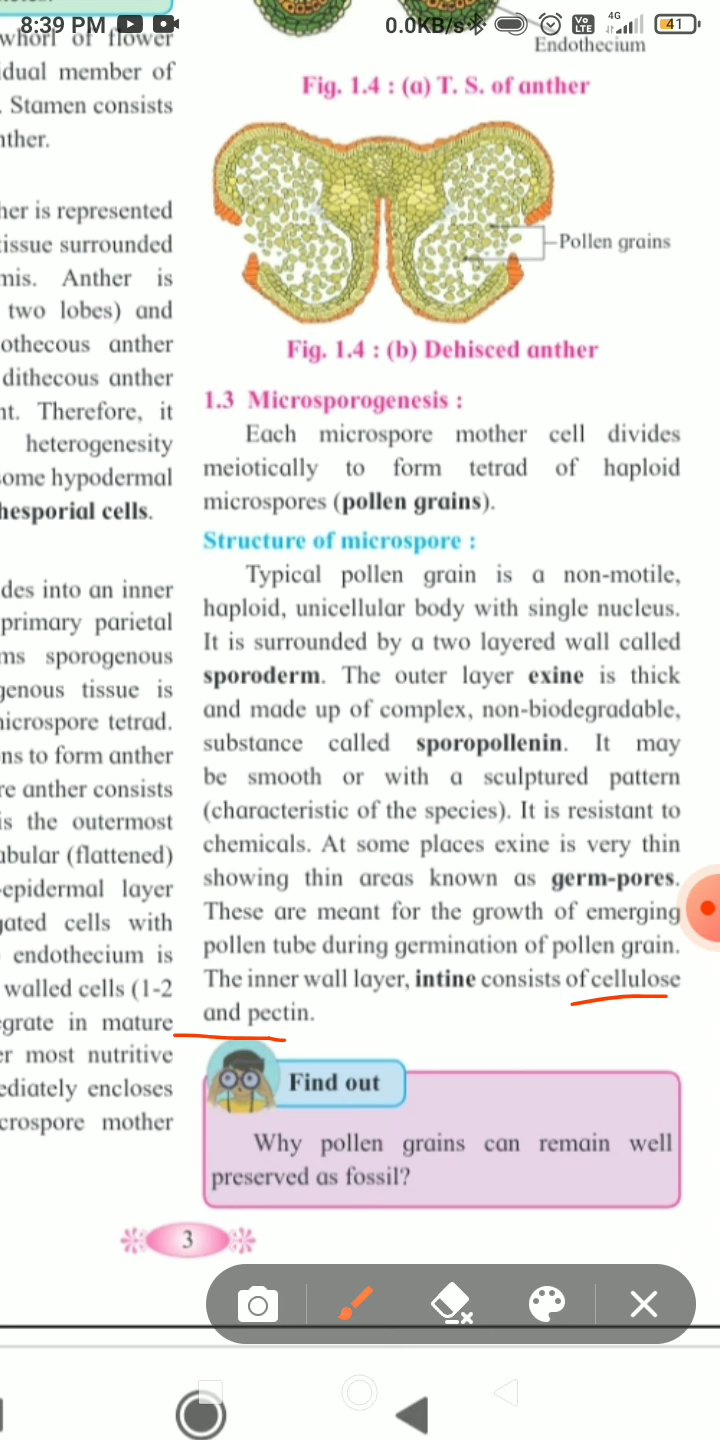 8:39 PM
0.0KB/s
Vo
LTE
4G
41
whorl of flower
idual member of
. Stamen consists
nther.
her is represented
tissue surrounded
mis. Anther is
two lobes) and
othecous anther
dithecous anther
nt. Therefore, it
heterogenesity
some hypodermal
hesporial cells.
des into an inner
primary parietal
ms sporogenous
genous tissue is
nicrospore tetrad.
ns to form anther
re anther consists
is the outermost
abular (flattened)
-epidermal layer
gated cells with
endothecium is
walled cells (1-2
egrate in mature
er most nutritive
ediately encloses
crospore mother
Endothecium
Fig. 1.4 : (a) T. S. of anther
Pollen grains
Fig. 1.4 : (b) Dehisced anther
1.3 Microsporogenesis :
Each microspore mother cell divides
meiotically to form tetrad of haploid
microspores (pollen grains).
Structure of microspore :
Typical pollen grain is a non-motile,
haploid, unicellular body with single nucleus.
It is surrounded by a two layered wall called
sporoderm. The outer layer exine is thick
and made up of complex, non-biodegradable,
substance called sporopollenin. It may
be smooth or with a sculptured pattern
(characteristic of the species). It is resistant to
chemicals. At some places exine is very thin
showing thin areas known as germ-pores.
These are meant for the growth of emerging
pollen tube during germination of pollen grain.
The inner wall layer, intine consists of cellulose
and pectin.
Find out
Why pollen grains can remain well
preserved as fossil?
3